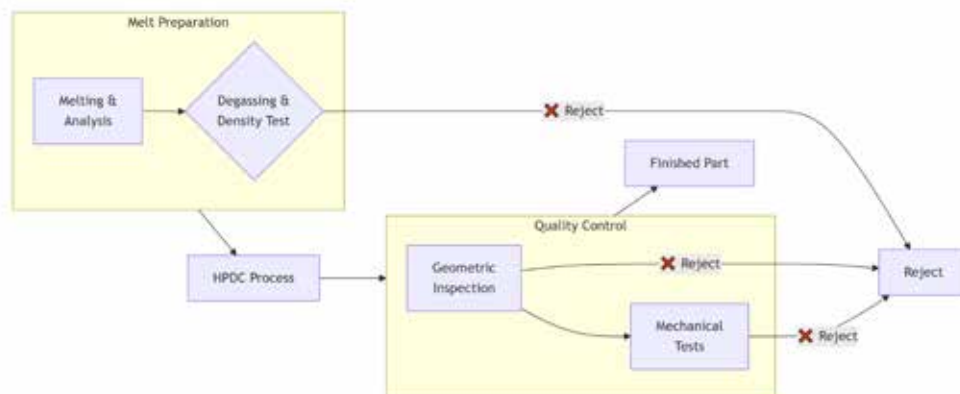 Melt Preparation
Melting &
Analysis
Degassing &
Density Test
❌ Reject
Finished Part
Quality Control
HPDC Process
Geometric
Inspection
❌ Reject
Reject
Mechanical
Tests
❌ Reject